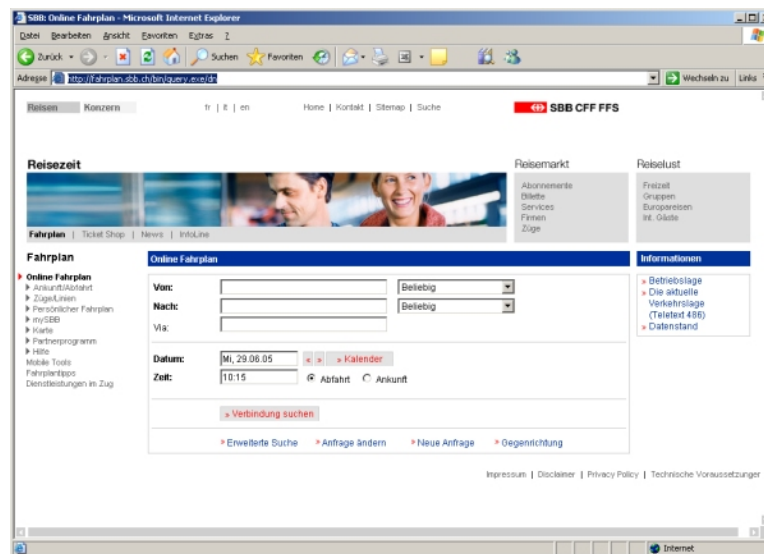 SBB: Online Fahrplan - Microsoft Internet Explorer
Datei Bearbeiten Ansicht Favoriten Extras ?
Zurück Suchen Favoriten
Adresse http://fahrplan.sbb.ch/bin/query.exe/dn Wechseln zu Links
Reisen Konzern fr | it | en Home | Kontakt | Sitemap | Suche SBB CFF FFS
Reisezeit Reisemarkt Reiselust
Abonnemente Freizeit
Billette Gruppen
Services Europareisen
Firmen Int. Gäste
Züge
Fahrplan | Ticket Shop | News | InfoLine
Fahrplan Online Fahrplan Informationen
Online Fahrplan
Ankunft/Abfahrt
Züge/Linien
Persönlicher Fahrplan
mySBB
Karte
Partnerprogramm
Hilfe
Mobile Tools
Fahrplantipps
Dienstleistungen im Zug
Von: Beliebig
Nach: Beliebig
Via:
Datum: Mi, 29.06.05 « » » Kalender
Zeit: 10:15 Abfahrt Ankunft
» Verbindung suchen
» Erweiterte Suche » Anfrage ändern » Neue Anfrage » Gegenrichtung
» Betriebslage
» Die aktuelle
Verkehrslage
(Teletext 486)
» Datenstand
Impressum | Disclaimer | Privacy Policy | Technische Voraussetzunger
Internet